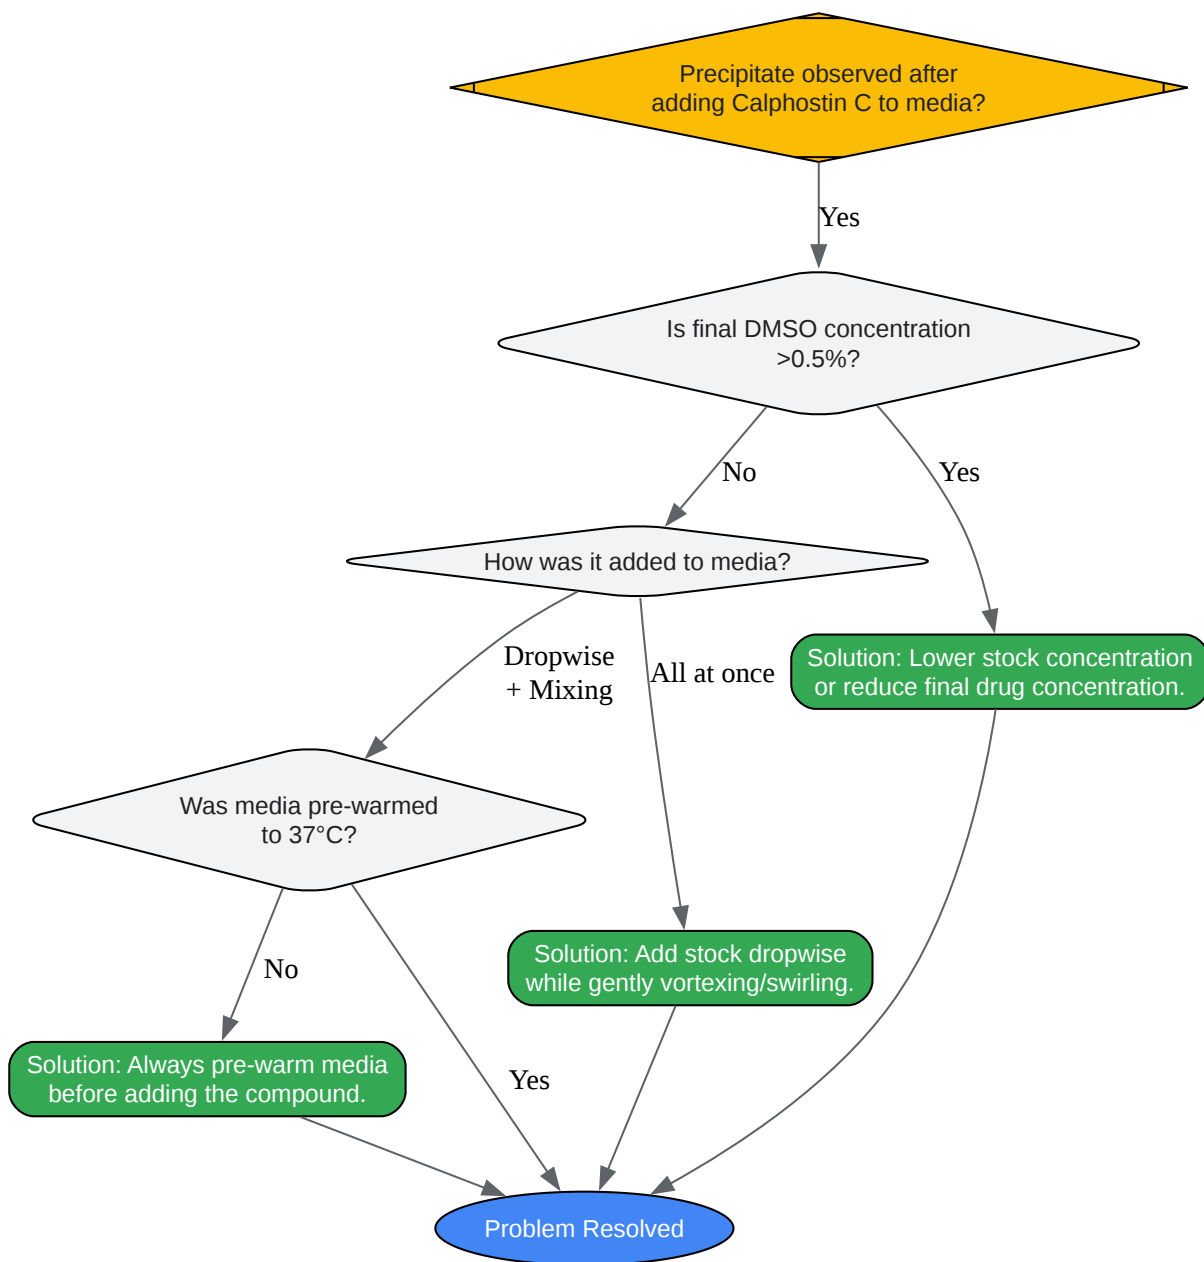 Precipitate observed after
adding Calphostin C to media?
Yes
Is final DMSO concentration
>0.5%?
No
Yes
How was it added to media?
Dropwise
+ Mixing
All at once
Solution: Lower stock concentration
or reduce final drug concentration.
Was media pre-warmed
to 37°C?
No
Solution: Add stock dropwise
while gently vortexing/swirling.
Solution: Always pre-warm media
before adding the compound.
Yes
Problem Resolved